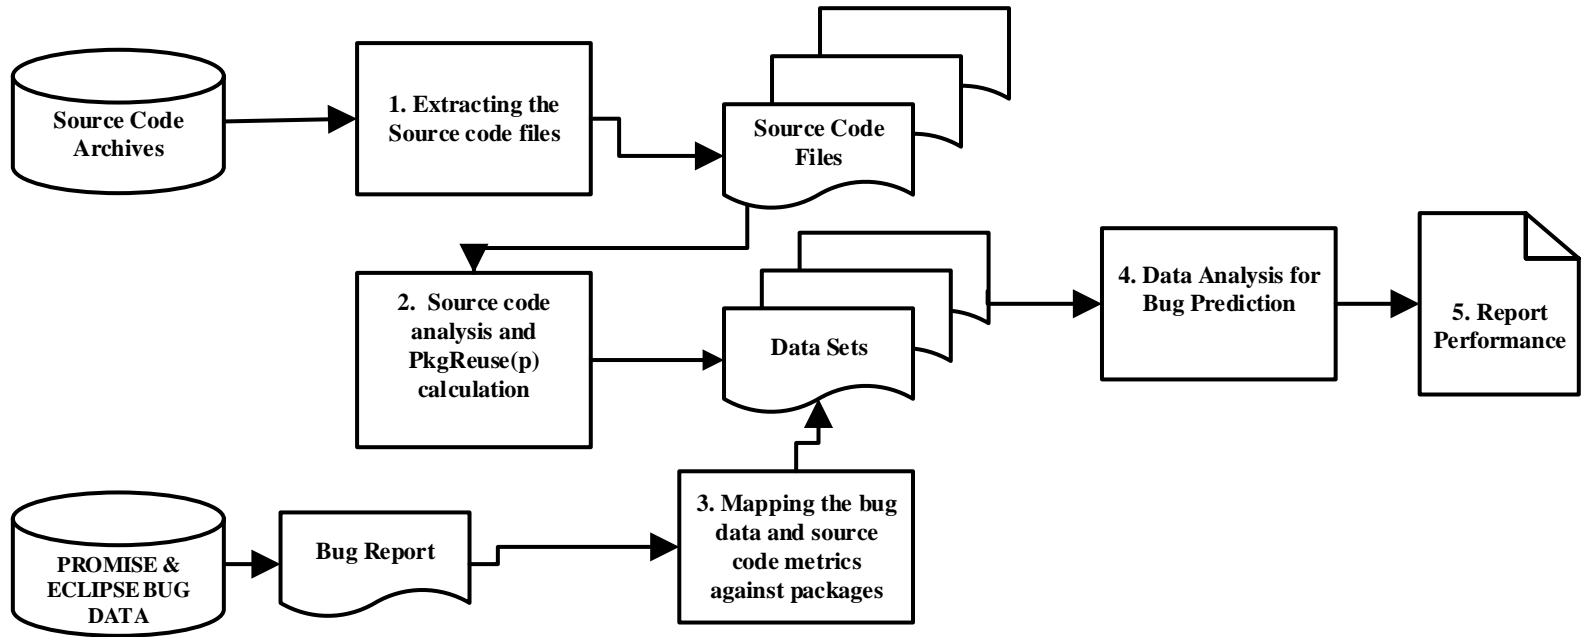 Source Code
Archives
1. Extracting the
Source code files
Source Code
Files
2. Source code
analysis and
PkgReuse(p)
calculation
Data Sets
4. Data Analysis for
Bug Prediction
5. Report
Performance
PROMISE &
ECLIPSE BUG
DATA
Bug Report
3. Mapping the bug
data and source
code metrics
against packages